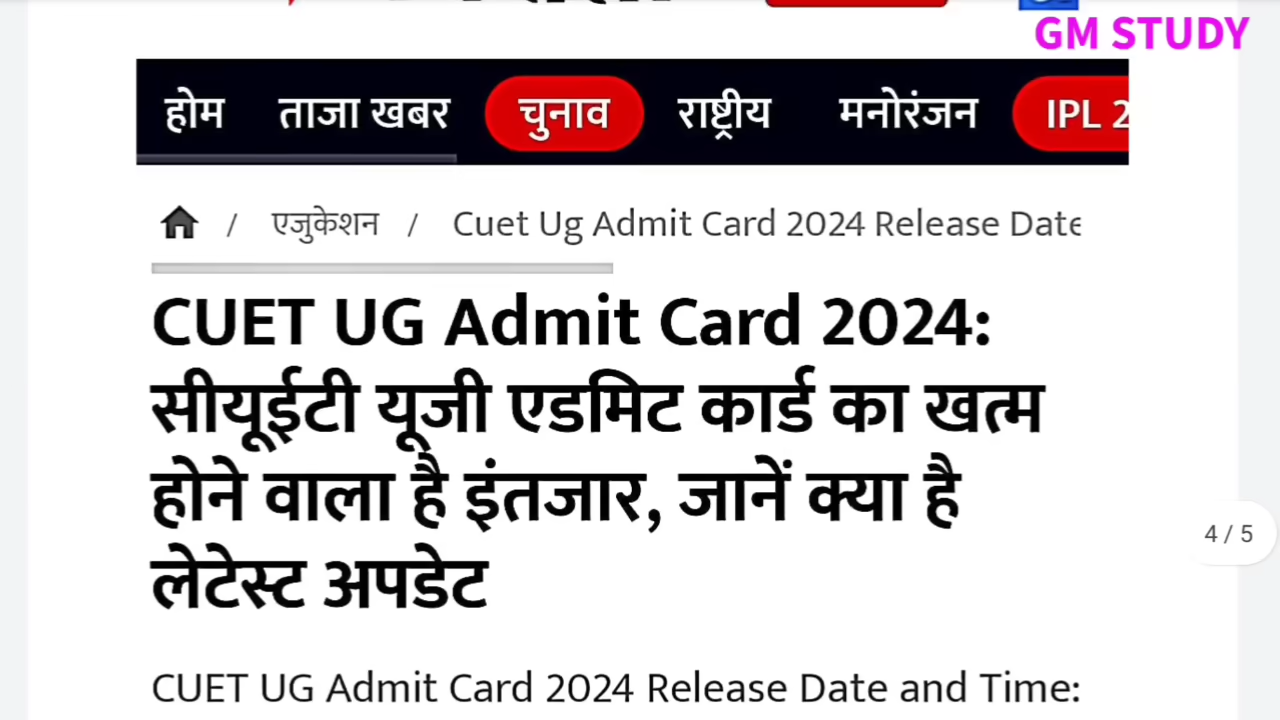 GM STUDY
होम ताजा खबर चुनाव राष्ट्रीय मनोरंजन IPL 2
/ एजुकेशन / Cuet Ug Admit Card 2024 Release Date
CUET UG Admit Card 2024:
सीयूईटी यूजी एडमिट कार्ड का खत्म
होने वाला है इंतजार, जानें क्या है
लेटेस्ट अपडेट
4 / 5
CUET UG Admit Card 2024 Release Date and Time: